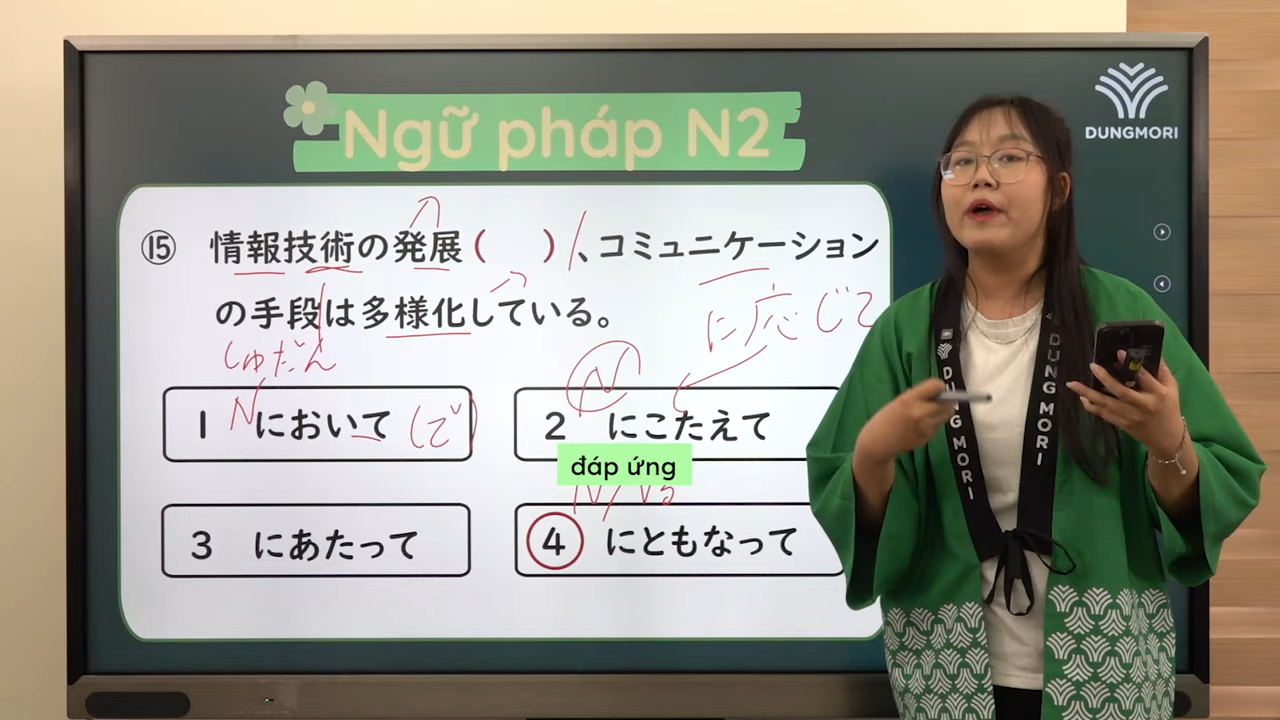 Ngữ pháp N2
DUNGMORI
⑮ 情報技術の発展(　)、コミュニケーション
の手段は多様化している。
しゅだん
に応じて
N
N
1 において (で)
2 にこたえて
đáp ứng
N/Vる
3 にあたって
4 にともなって
DUNG MORI
DUNG MORI